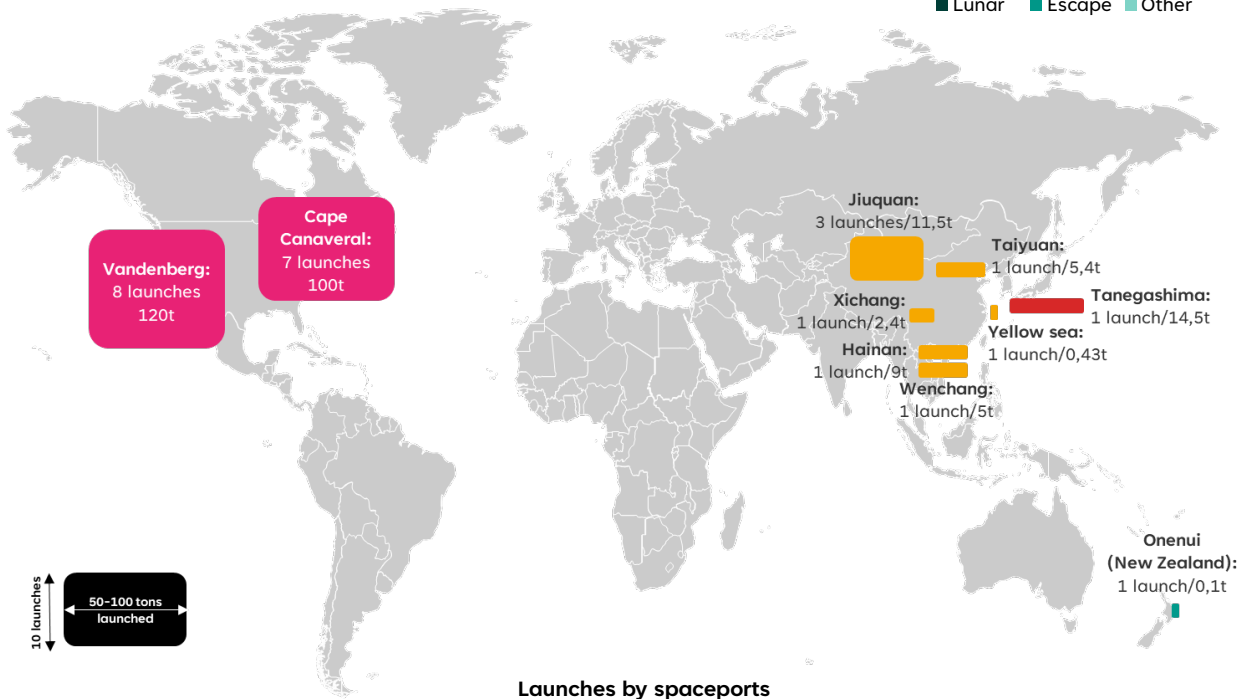 Lunar Escape Other
Cape
Canaveral:
7 launches
100t
Vandenberg:
8 launches
120t
Jiuquan:
3 launches/11,5t
Taiyuan:
1 launch/5,4t
Xichang:
1 launch/2,4t
Tanegashima:
1 launch/14,5t
Yellow sea:
1 launch/0,43t
Hainan:
1 launch/9t
Wenchang:
1 launch/5t
Onenui
(New Zealand):
1 launch/0,1t
10 launches
50-100 tons
launched
Launches by spaceports